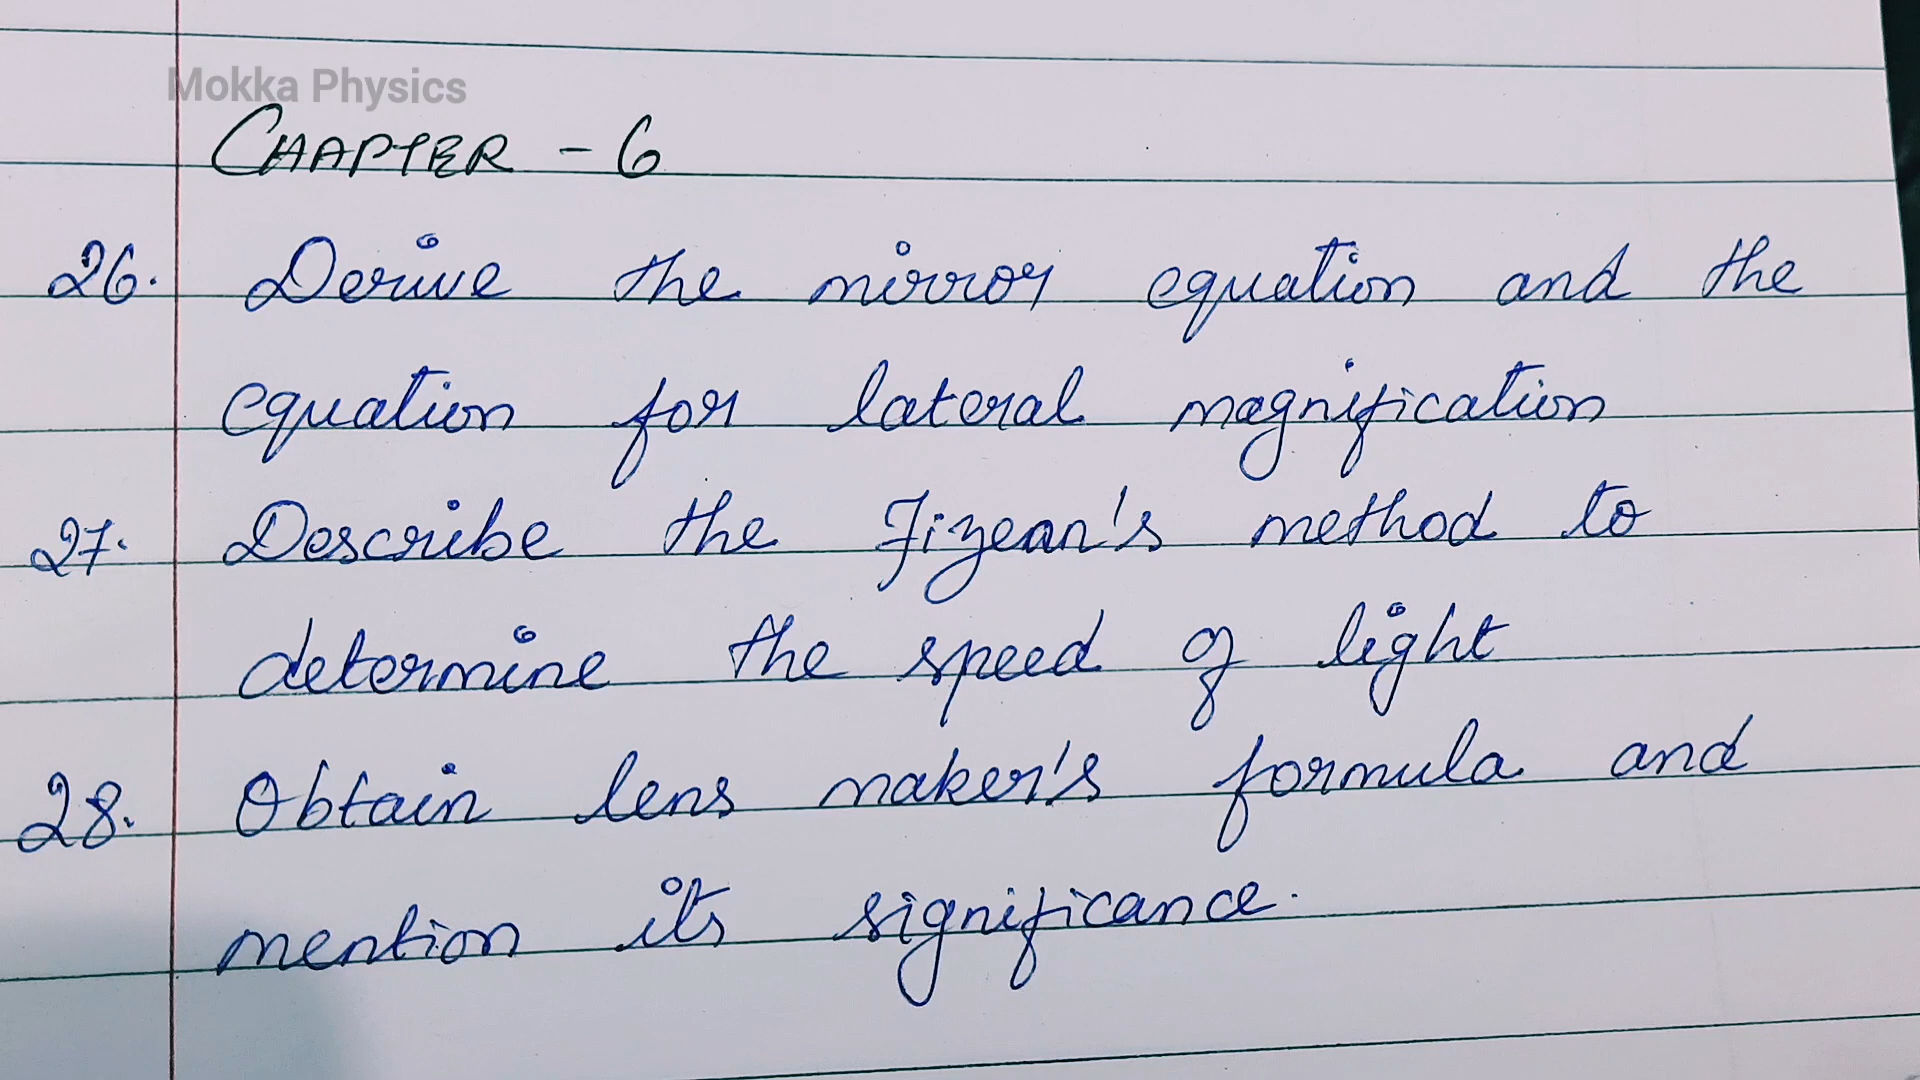 Mokka Physics
CHAPTER - 6
26. Derive the mirror equation and the
equation for lateral magnification
27. Describe the Fizeau's method to
determine the speed of light
28. Obtain lens maker's formula and
mention its significance.